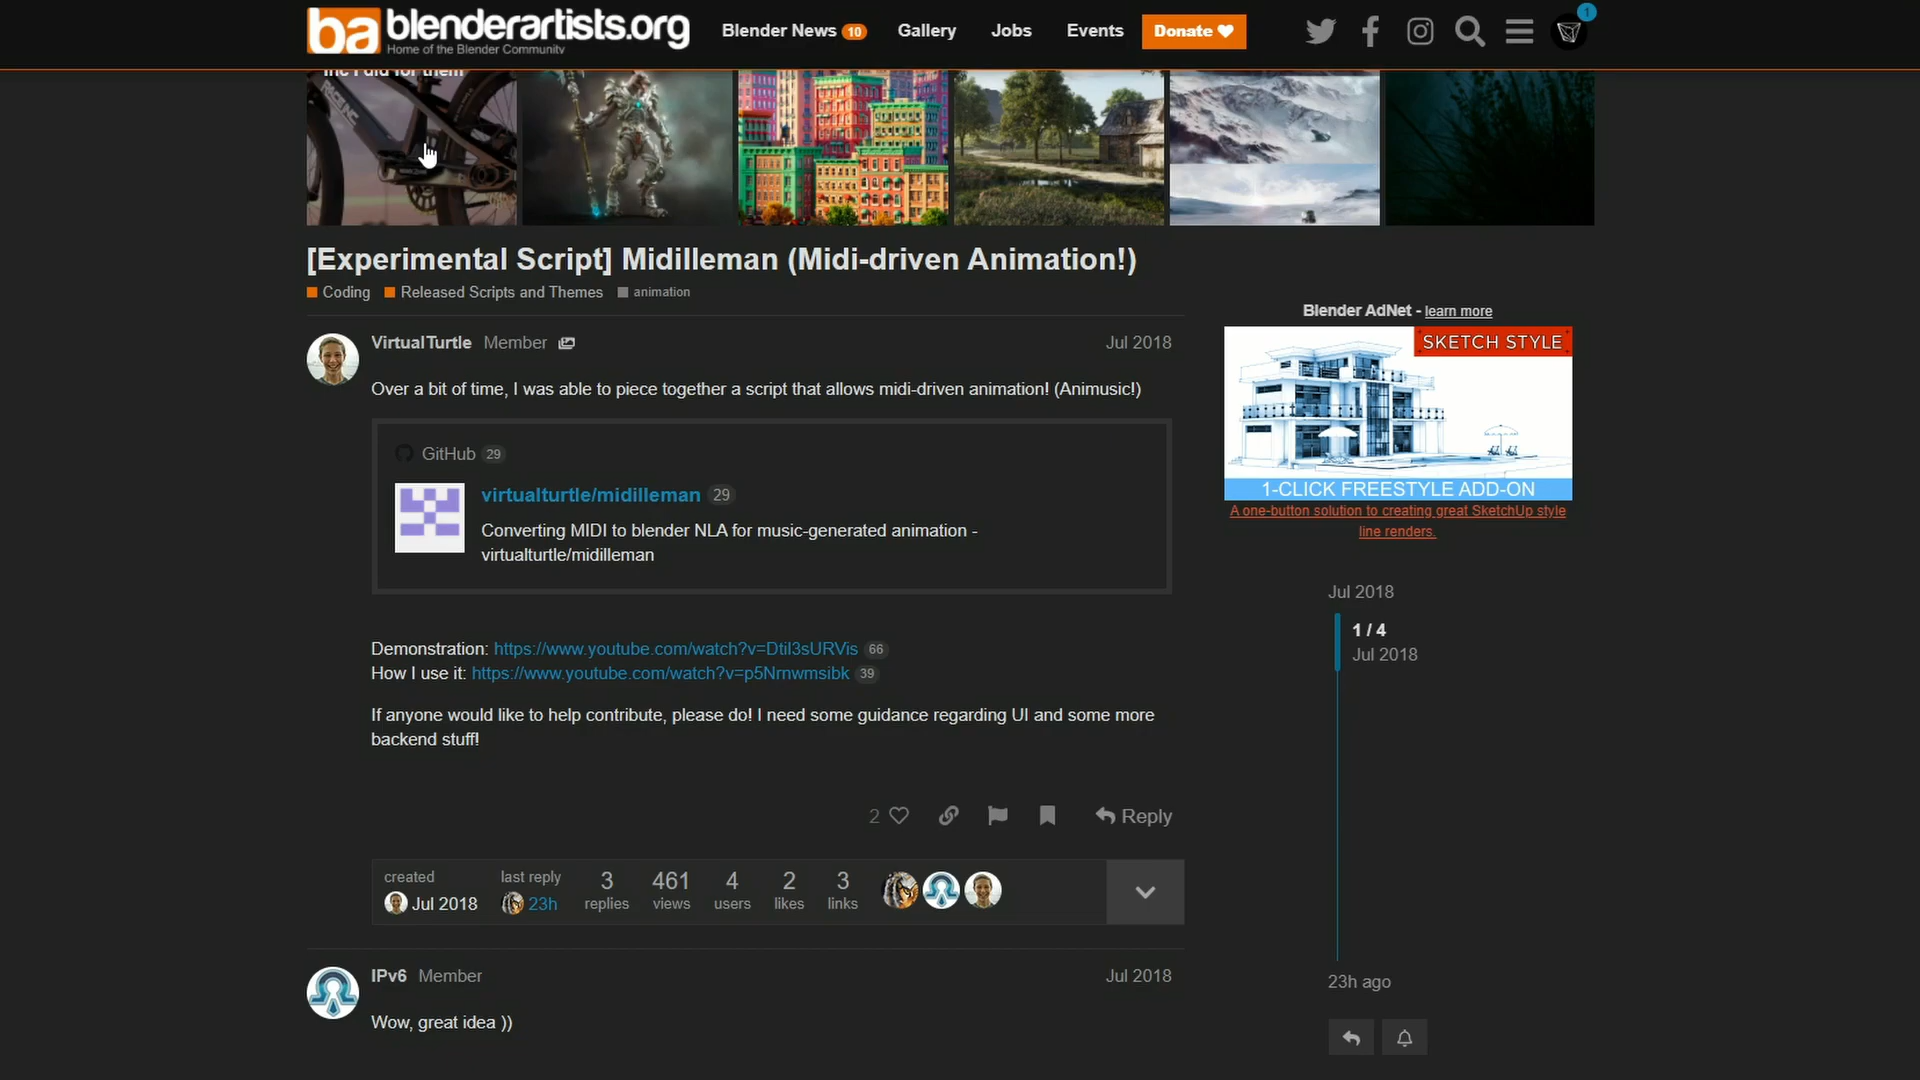 ba blenderartists.org
Home of the Blender Community
Blender News 10 Gallery Jobs Events Donate
1
inc I did for them
[Experimental Script] Midilleman (Midi-driven Animation!)
Coding Released Scripts and Themes animation
VirtualTurtle Member Jul 2018
Over a bit of time, I was able to piece together a script that allows midi-driven animation! (Animusic!)
GitHub 29
virtualturtle/midilleman 29
Converting MIDI to blender NLA for music-generated animation -
virtualturtle/midilleman
Demonstration: https://www.youtube.com/watch?v=Dtil3sURVis 66
How I use it: https://www.youtube.com/watch?v=p5Nrnwmsibk 39
If anyone would like to help contribute, please do! I need some guidance regarding UI and some more
backend stuff!
2 Reply
created last reply 3 461 4 2 3
Jul 2018 23h replies views users likes links
IPv6 Member Jul 2018
Wow, great idea ))
Blender AdNet - learn more
SKETCH STYLE
1-CLICK FREESTYLE ADD-ON
A one-button solution to creating great SketchUp style
line renders.
Jul 2018
1 / 4
Jul 2018
23h ago